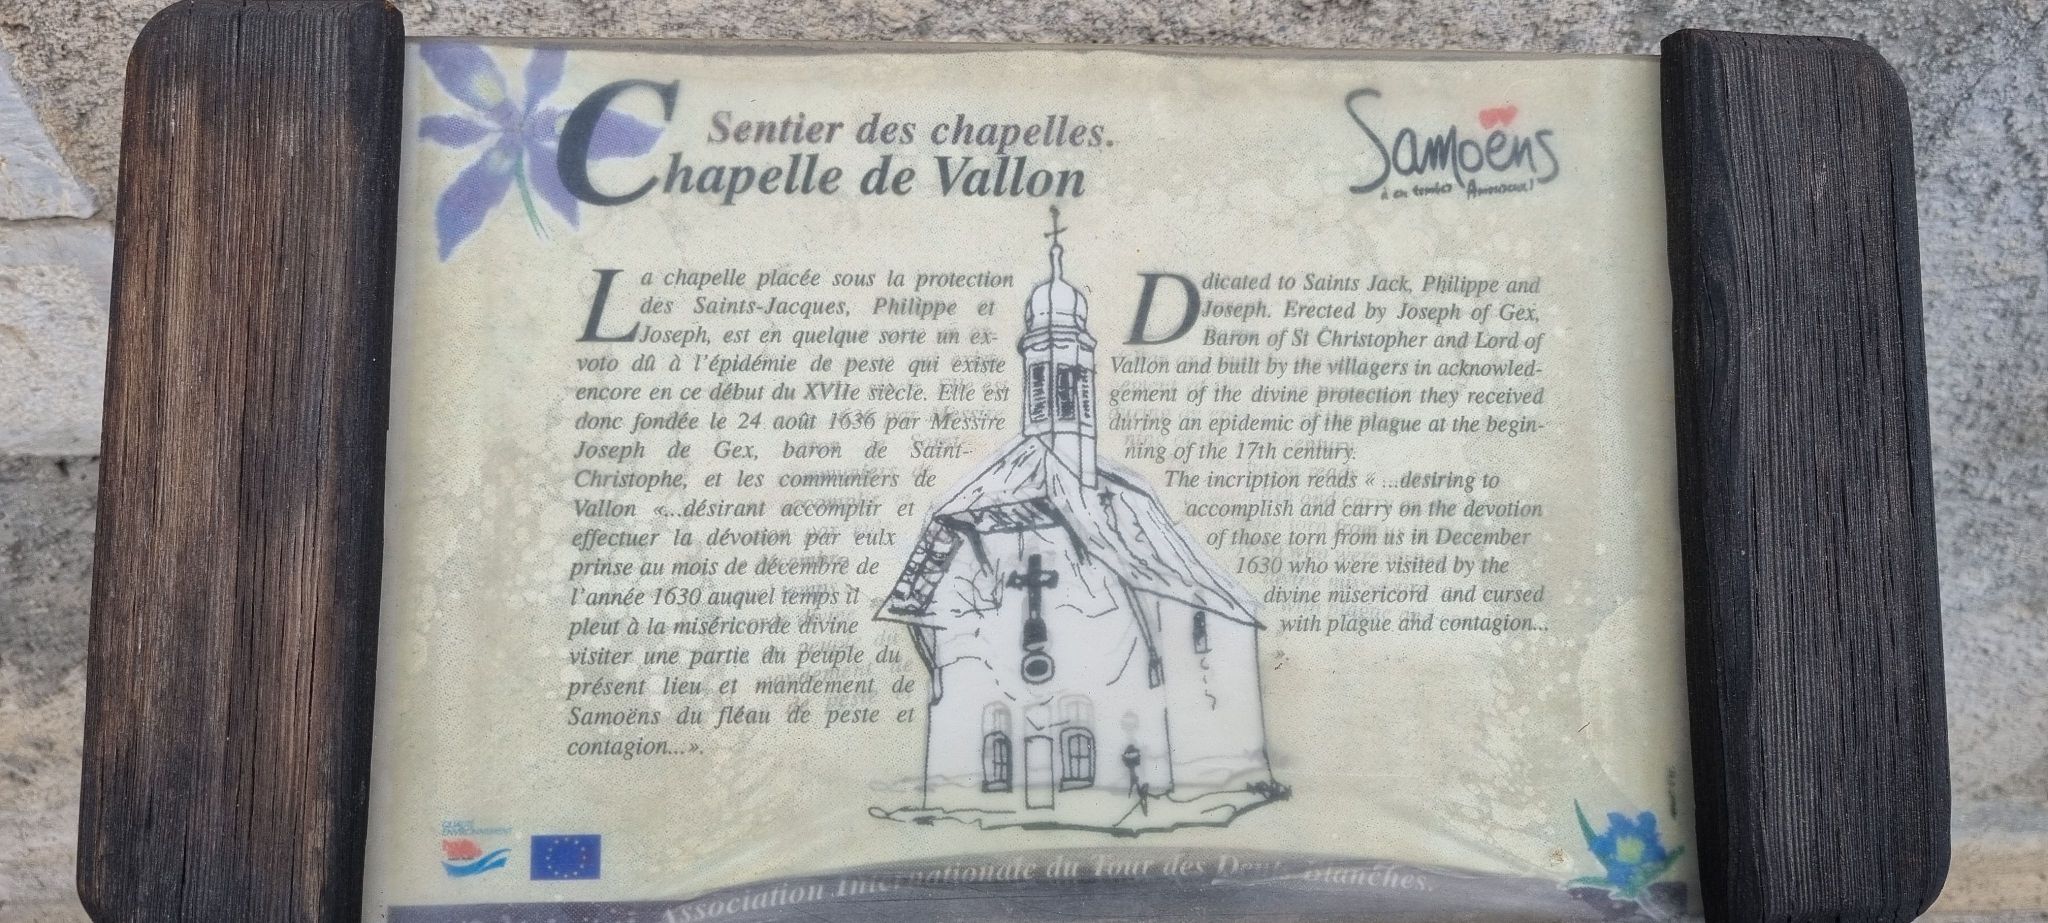 Sentier des chapelles.
Chapelle de Vallon
Samoëns
à en tomber Amoureux!
La chapelle placée sous la protection
des Saints-Jacques, Philippe et
Joseph, est en quelque sorte un ex-
voto dû à l'épidémie de peste qui existe
encore en ce début du XVIIe siècle. Elle est
donc fondée le 24 août 1636 par Messire
Joseph de Gex, baron de Saint-
Christophe, et les communiers de
Vallon «...désirant accomplir et
effectuer la dévotion par eulx
prinse au mois de décembre de
l'année 1630 auquel temps il
pleut à la miséricorde divine
visiter une partie du peuple du
présent lieu et mandement de
Samoëns du fléau de peste et
contagion...».
Ddicated to Saints Jack, Philippe and
Joseph. Erected by Joseph of Gex,
Baron of St Christopher and Lord of
Vallon and built by the villagers in acknowled-
gement of the divine protection they received
during an epidemic of the plague at the begin-
ning of the 17th century.
The incription reads « ...desiring to
accomplish and carry on the devotion
of those torn from us in December
1630 who were visited by the
divine misericord and cursed
with plague and contagion...
».
QUALITÉ
ENVIRONNEMENT
Association Internationale du Tour des Dents Blanches.